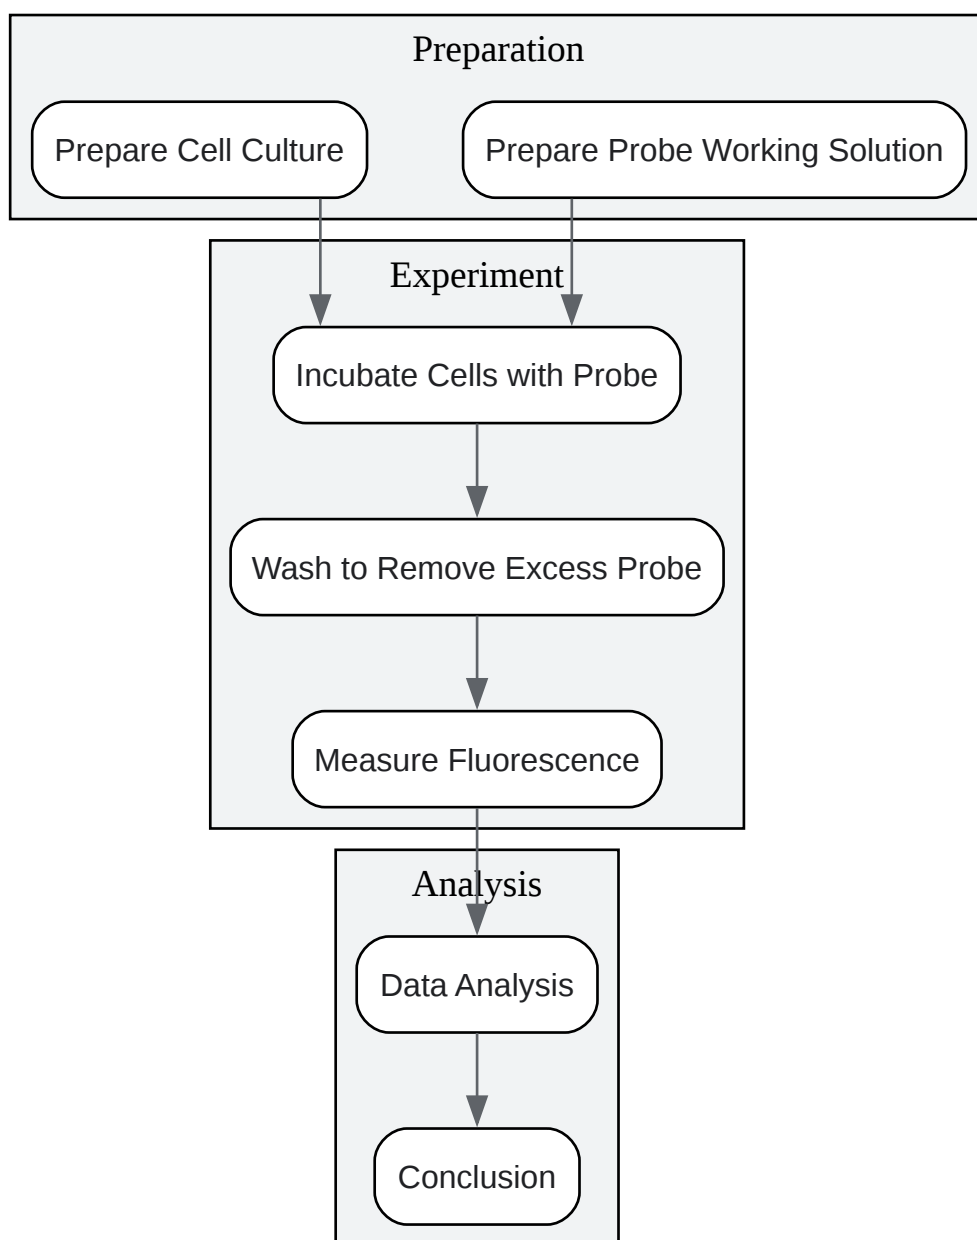 Preparation
Prepare Cell Culture
Prepare Probe Working Solution
Experiment
Incubate Cells with Probe
Wash to Remove Excess Probe
Measure Fluorescence
Analysis
Data Analysis
Conclusion